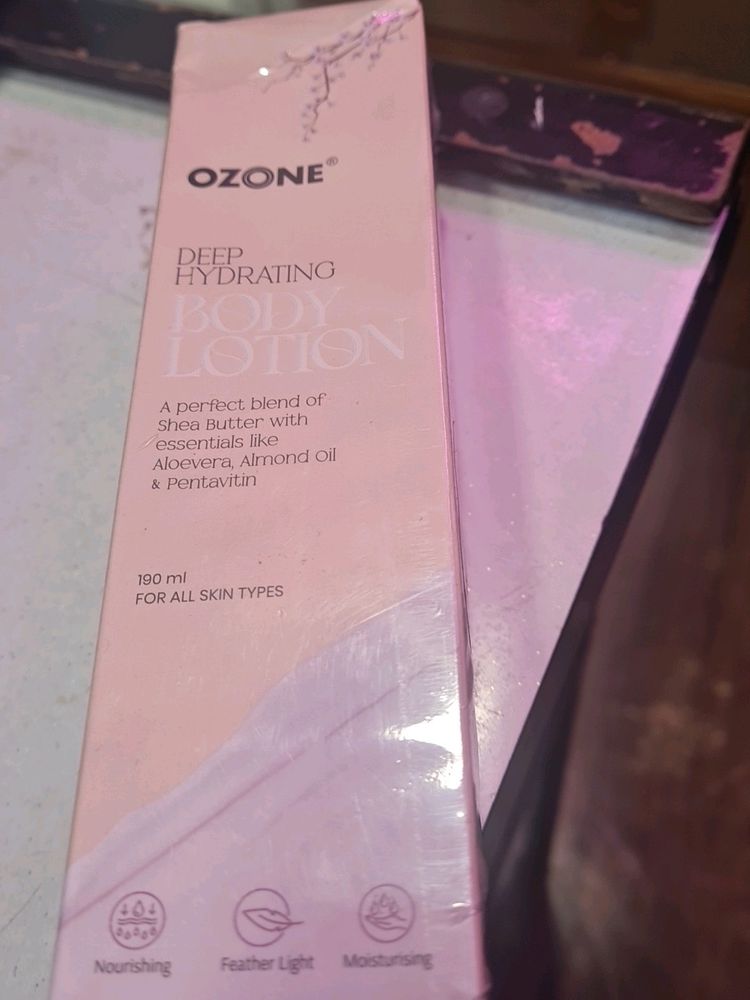 OZONE®
DEEP
HYDRATING
BODY
LOTION
A perfect blend of
Shea Butter with
essentials like
Aloevera, Almond Oil
& Pentavitin
190 ml
FOR ALL SKIN TYPES
Nourishing
Feather Light
Moisturising